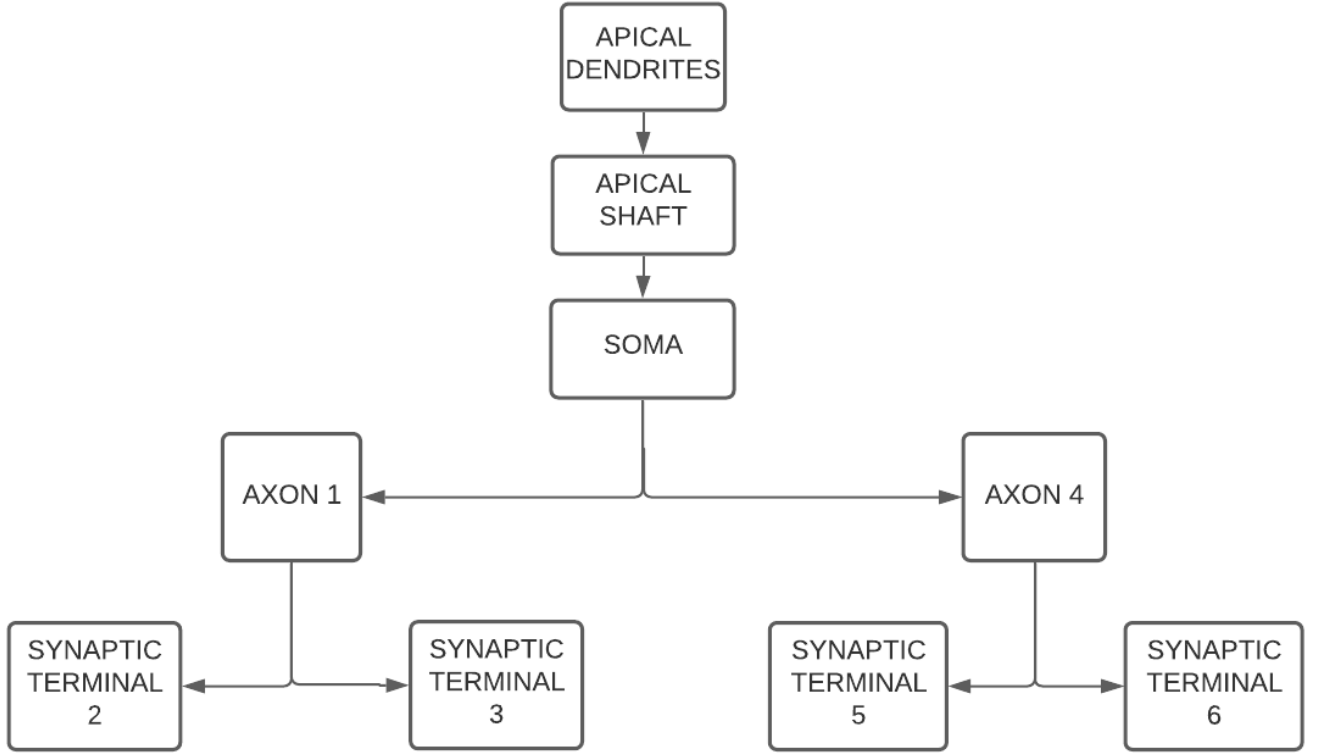 APICAL
DENDRITES
APICAL
SHAFT
SOMA
AXON 1
AXON 4
SYNAPTIC
TERMINAL
2
SYNAPTIC
TERMINAL
3
SYNAPTIC
TERMINAL
5
SYNAPTIC
TERMINAL
6